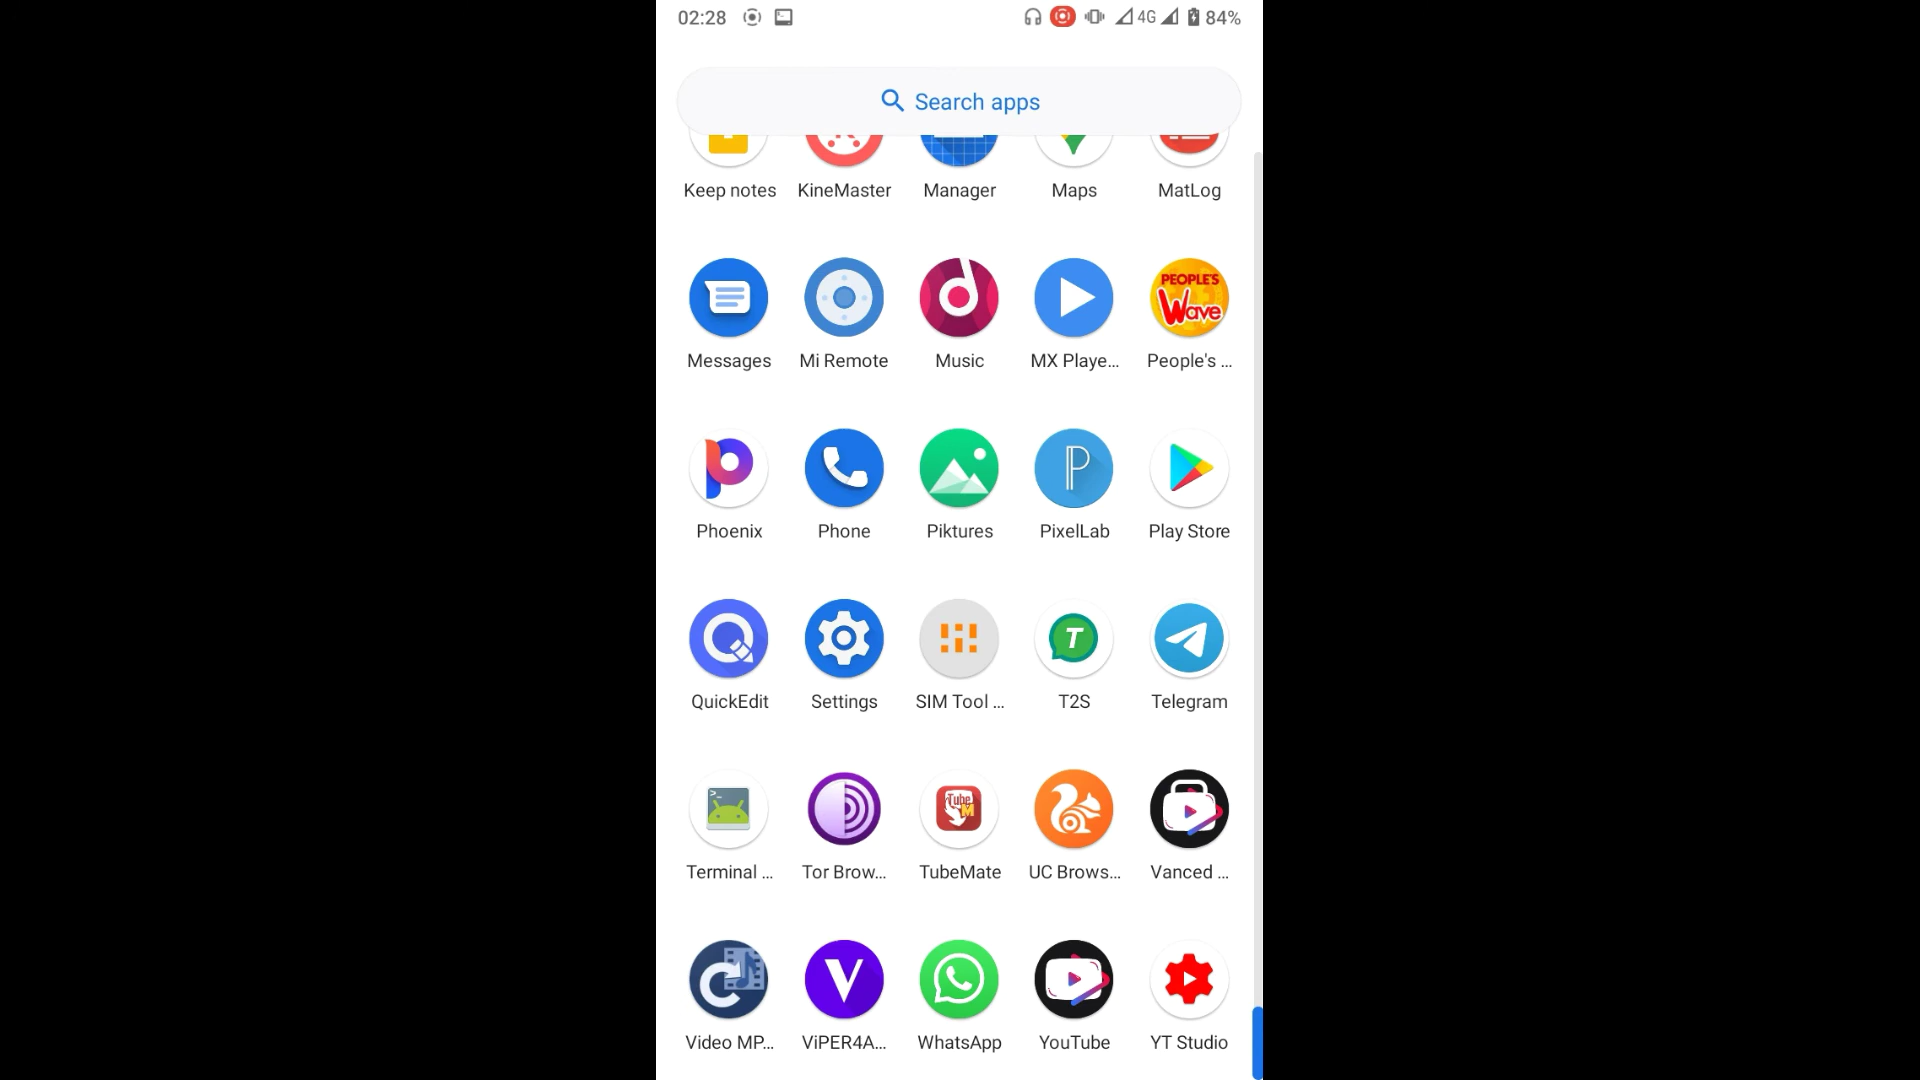 02:28 4G 84%
Search apps
Keep notes KineMaster Manager Maps MatLog
PEOPLE'S
Wave
Messages Mi Remote Music MX Playe... People's ...
Phoenix Phone Piktures PixelLab Play Store
T
QuickEdit Settings SIM Tool ... T2S Telegram
>_ Tube
M
Terminal ... Tor Brow... TubeMate UC Brows... Vanced ...
V
Video MP... ViPER4A... WhatsApp YouTube YT Studio